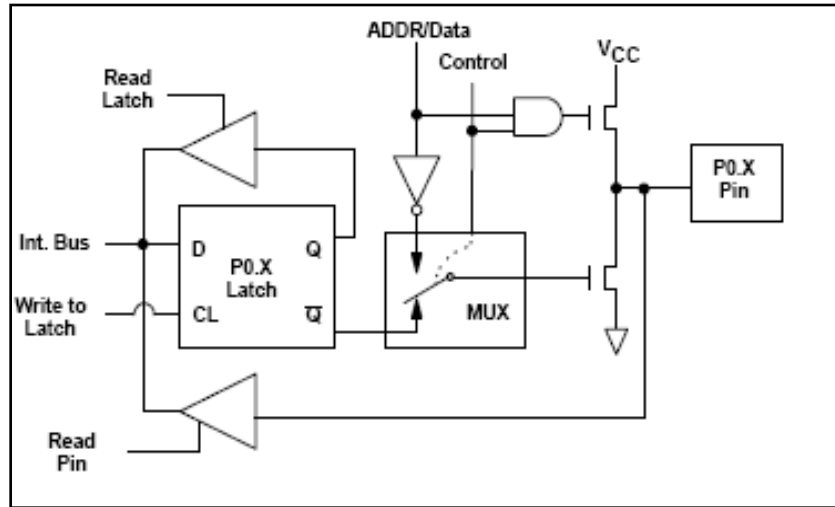 ADDR/Data
Control
VCC
Read
Latch
P0.X
Pin
Int. Bus
D
Q
P0.X
Latch
Write to
Latch
CL
Q̅
MUX
Read
Pin